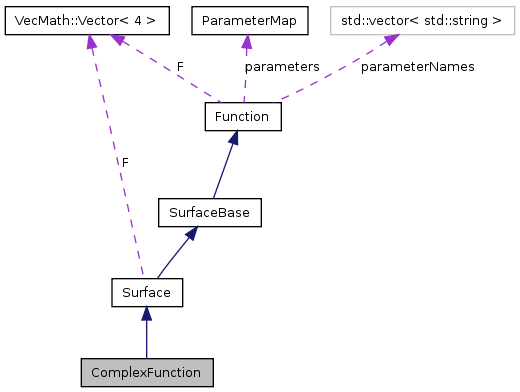 VecMath::Vector< 4 >
ParameterMap
std::vector< std::string >
F
parameters
parameterNames
Function
F
SurfaceBase
Surface
ComplexFunction